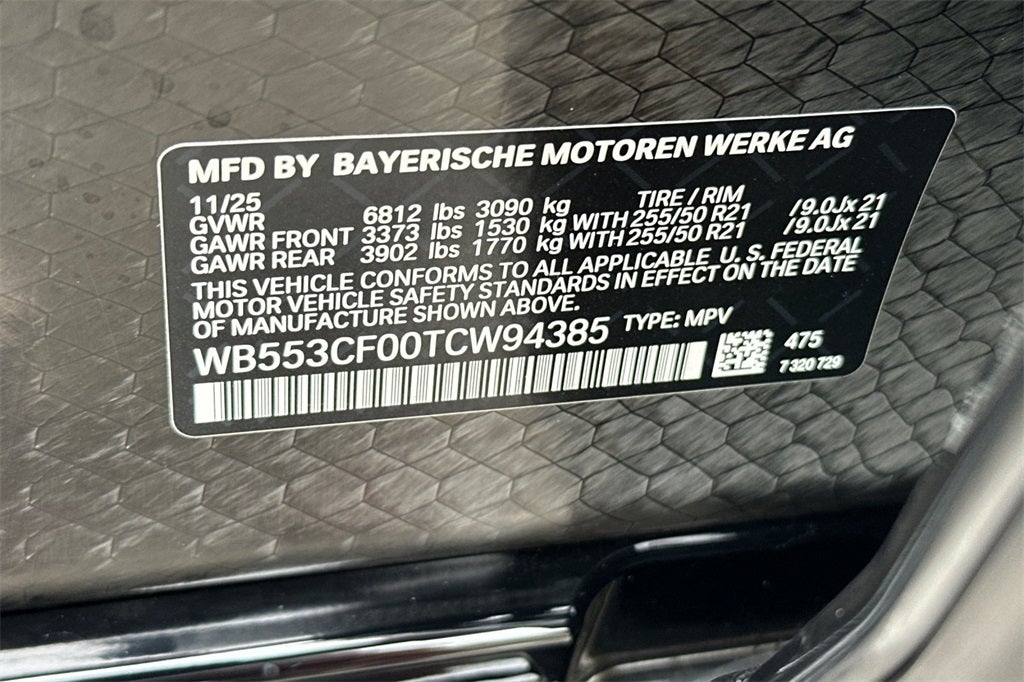 MFD BY BAYERISCHE MOTOREN WERKE AG
11/25 TIRE / RIM
GVWR 6812 lbs 3090 kg
GAWR FRONT 3373 lbs 1530 kg WITH 255/50 R21 /9.0Jx 21
GAWR REAR 3902 lbs 1770 kg WITH 255/50 R21 /9.0Jx 21
THIS VEHICLE CONFORMS TO ALL APPLICABLE U. S. FEDERAL
MOTOR VEHICLE SAFETY STANDARDS IN EFFECT ON THE DATE
OF MANUFACTURE SHOWN ABOVE.
WB553CF00TCW94385 TYPE: MPV
475
7 320 729